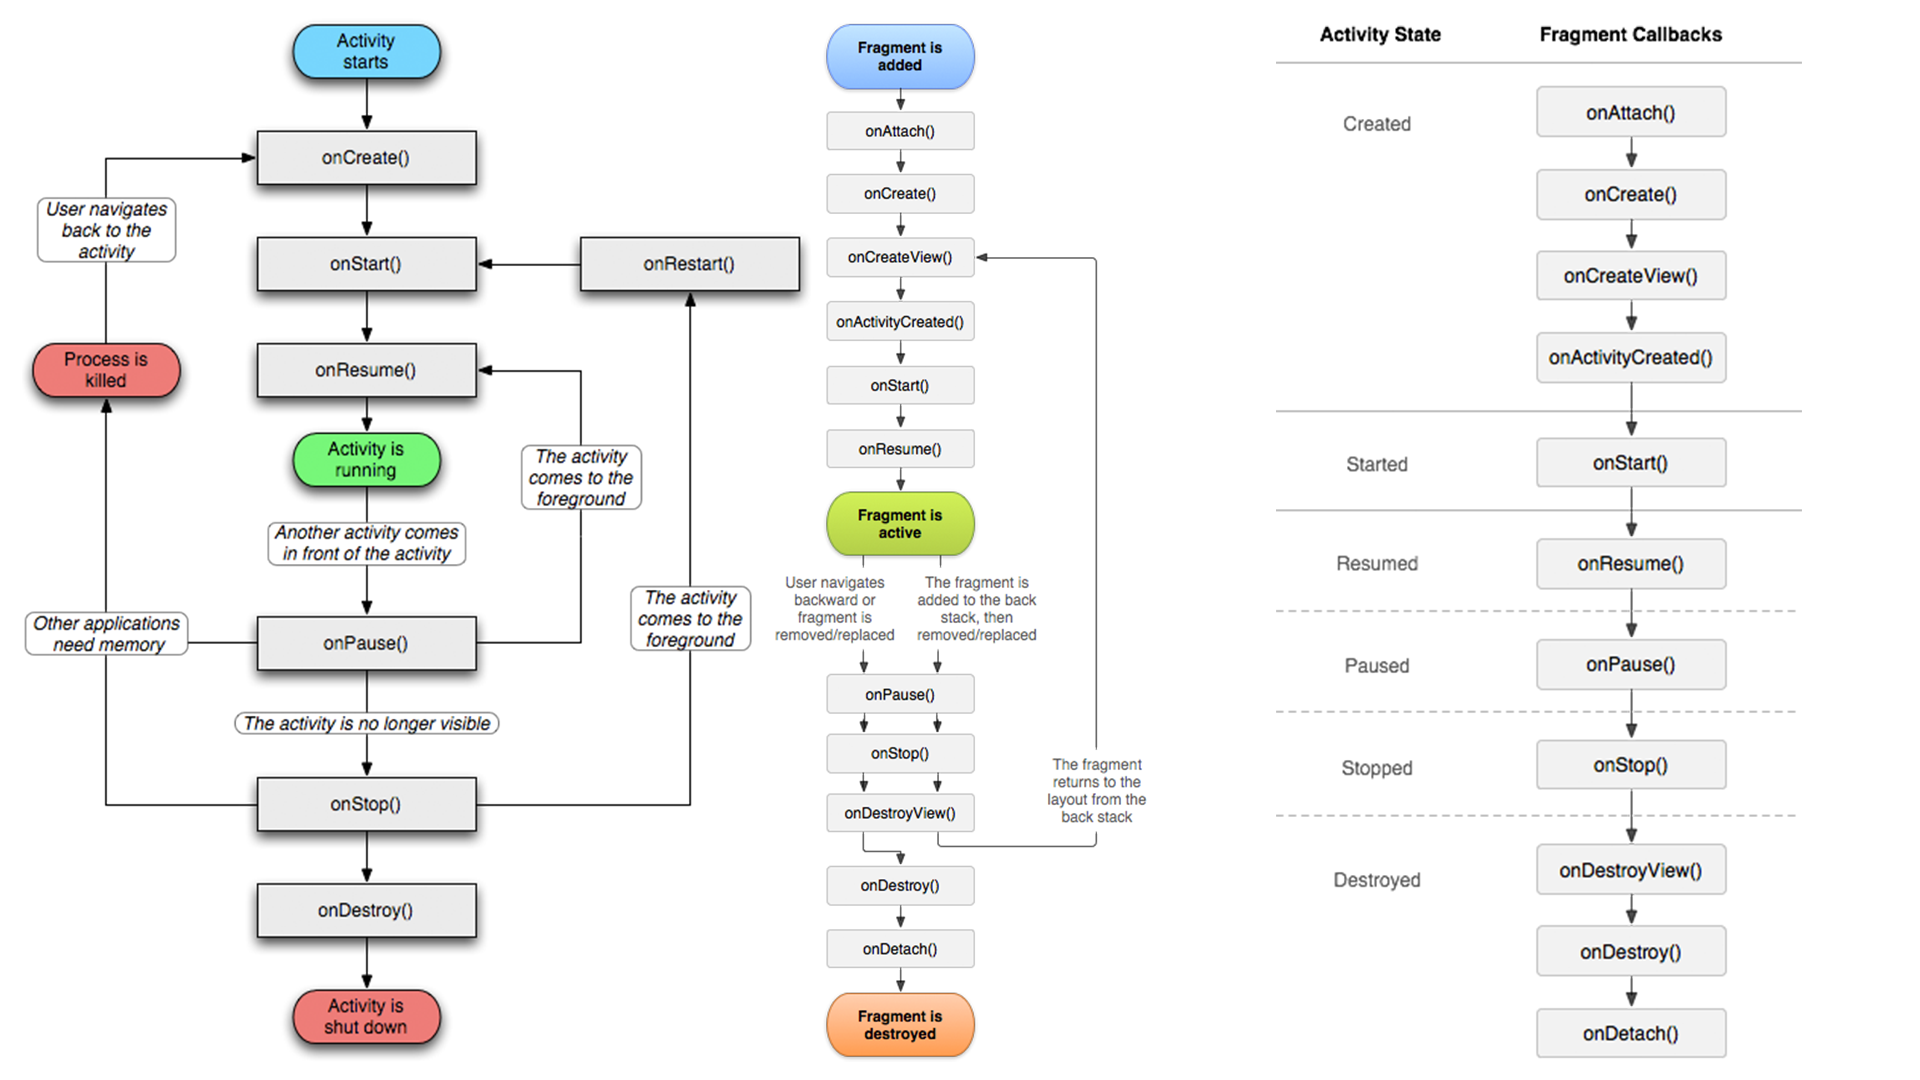 Activity
starts
onCreate()
User navigates
back to the
activity
onStart()
onRestart()
Process is
killed
onResume()
Activity is
running
The activity
comes to the
foreground
Another activity comes
in front of the activity
Other applications
need memory
onPause()
The activity
comes to the
foreground
The activity is no longer visible
onStop()
onDestroy()
Activity is
shut down
Fragment is
added
onAttach()
onCreate()
onCreateView()
onActivityCreated()
onStart()
onResume()
Fragment is
active
User navigates
backward or
fragment is
removed/replaced
The fragment is
added to the back
stack, then
removed/replaced
onPause()
onStop()
onDestroyView()
The fragment
returns to the
layout from the
back stack
onDestroy()
onDetach()
Fragment is
destroyed
Activity State
Fragment Callbacks
Created
onAttach()
onCreate()
onCreateView()
onActivityCreated()
Started
onStart()
Resumed
onResume()
Paused
onPause()
Stopped
onStop()
Destroyed
onDestroyView()
onDestroy()
onDetach()